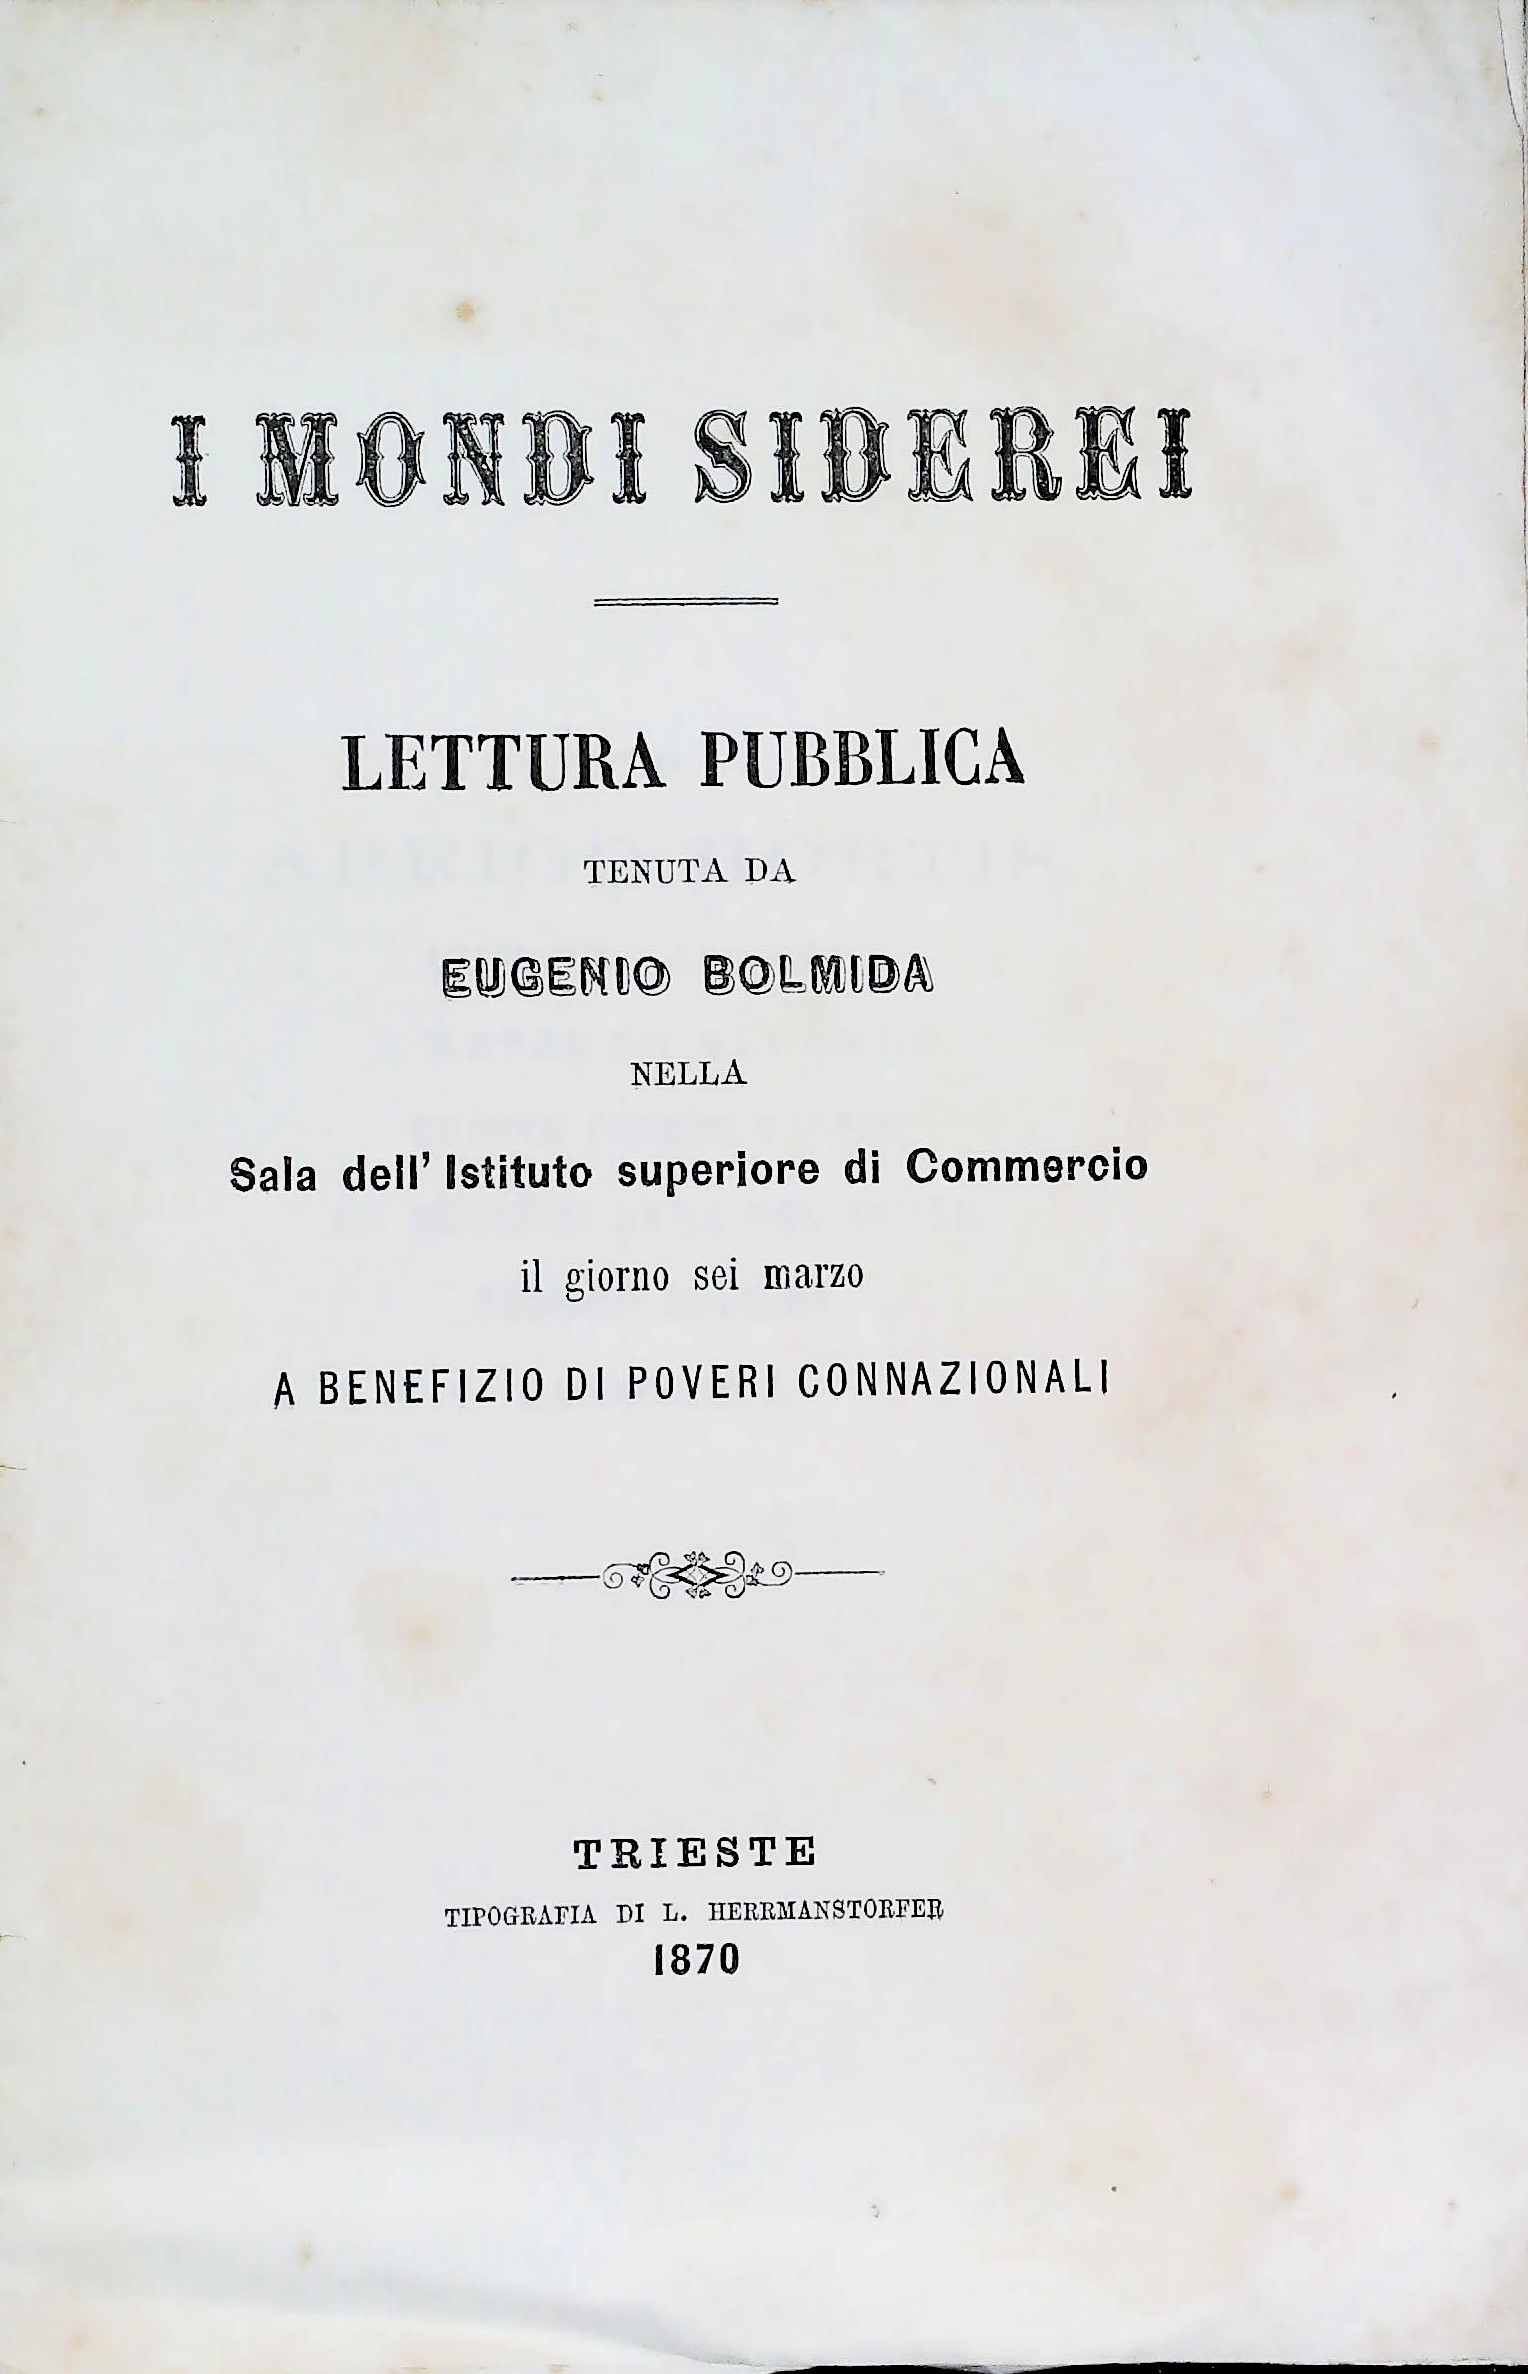 I MONDI SIDEREI
LETTURA PUBBLICA
TENUTA DA
EUGENIO BOLMIDA
NELLA
Sala dell' Istituto superiore di Commercio
il giorno sei marzo
A BENEFIZIO DI POVERI CONNAZIONALI
TRIESTE
TIPOGRAFIA DI L. HERRMANSTORFER
1870